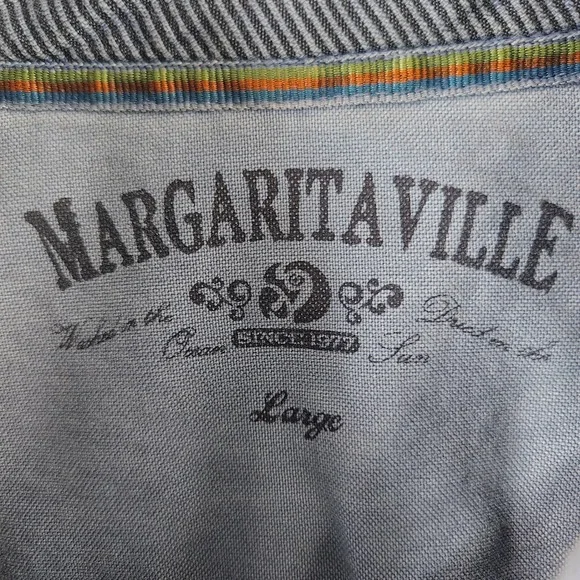 MARGARITAVILLE
Washed in the Ocean
SINCE 1977
Dried in the Sun
Large